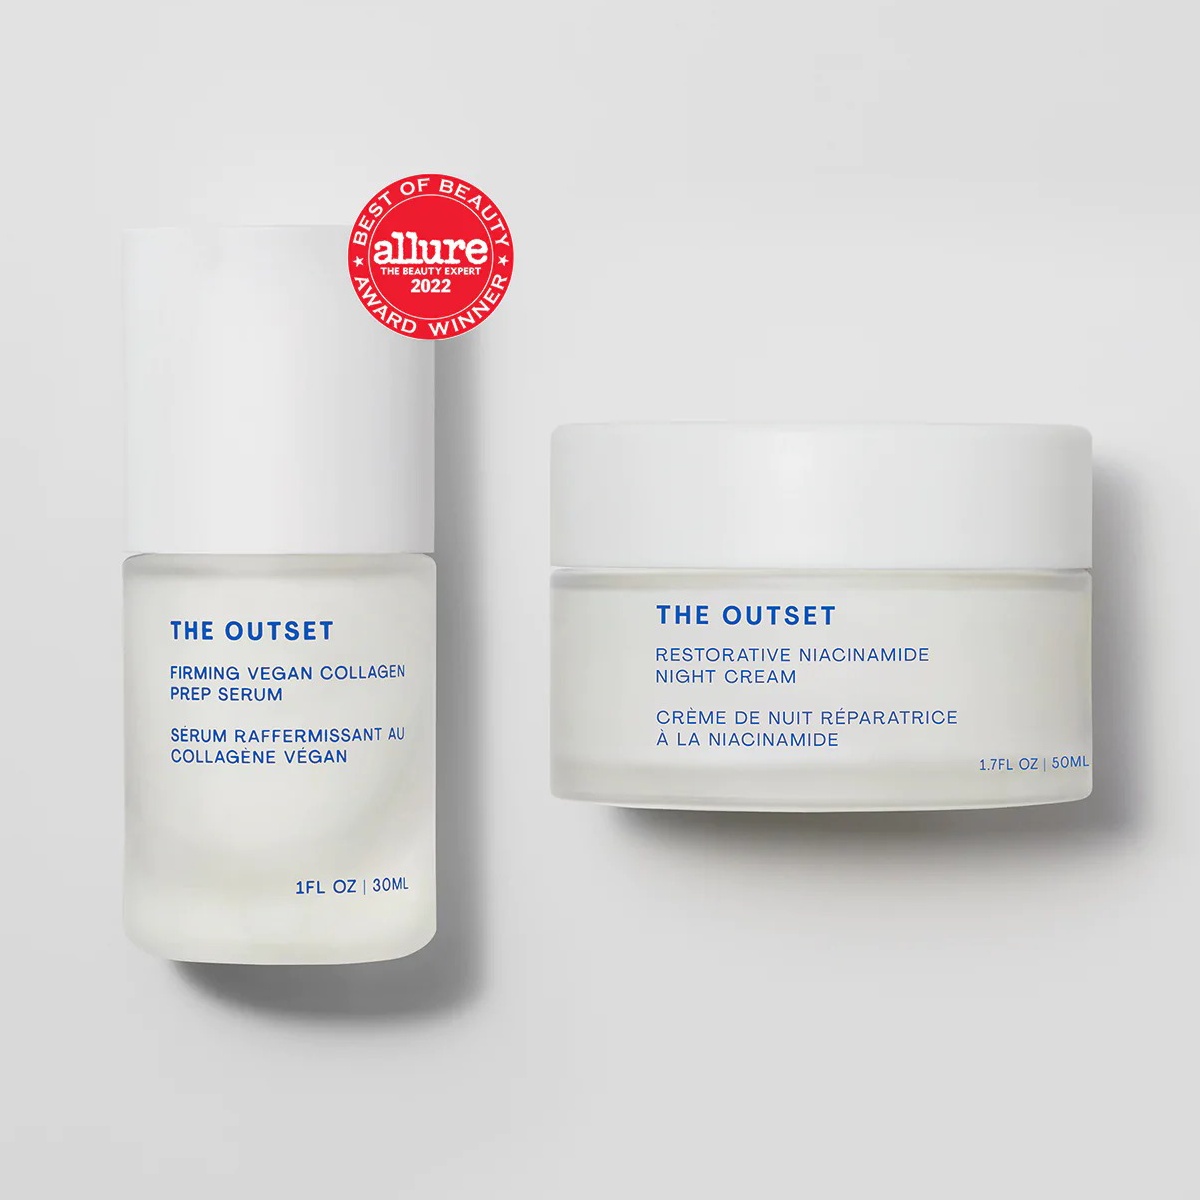 BEST OF BEAUTY
allure
THE BEAUTY EXPERT
2022
AWARD WINNER
THE OUTSET
FIRMING VEGAN COLLAGEN
PREP SERUM
SÉRUM RAFFERMISSANT AU
COLLAGÈNE VÉGAN
1FL OZ | 30ML
THE OUTSET
RESTORATIVE NIACINAMIDE
NIGHT CREAM
CRÈME DE NUIT RÉPARATRICE
À LA NIACINAMIDE
1.7FL OZ | 50ML